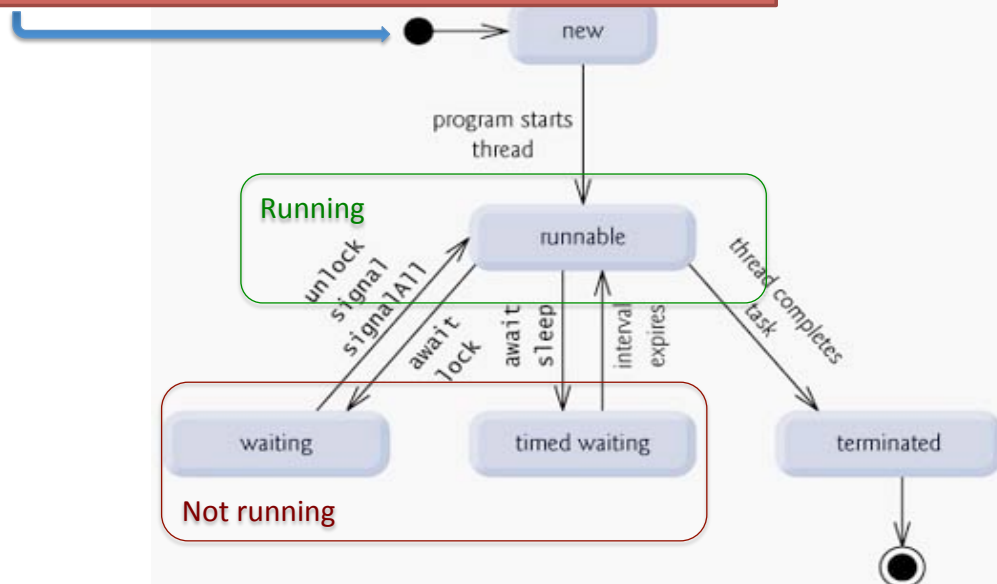 new
program starts
thread
Running
runnable
unlock
signal
signalAll
await
lock
await
sleep
interval
expires
thread completes
task
waiting
timed waiting
terminated
Not running